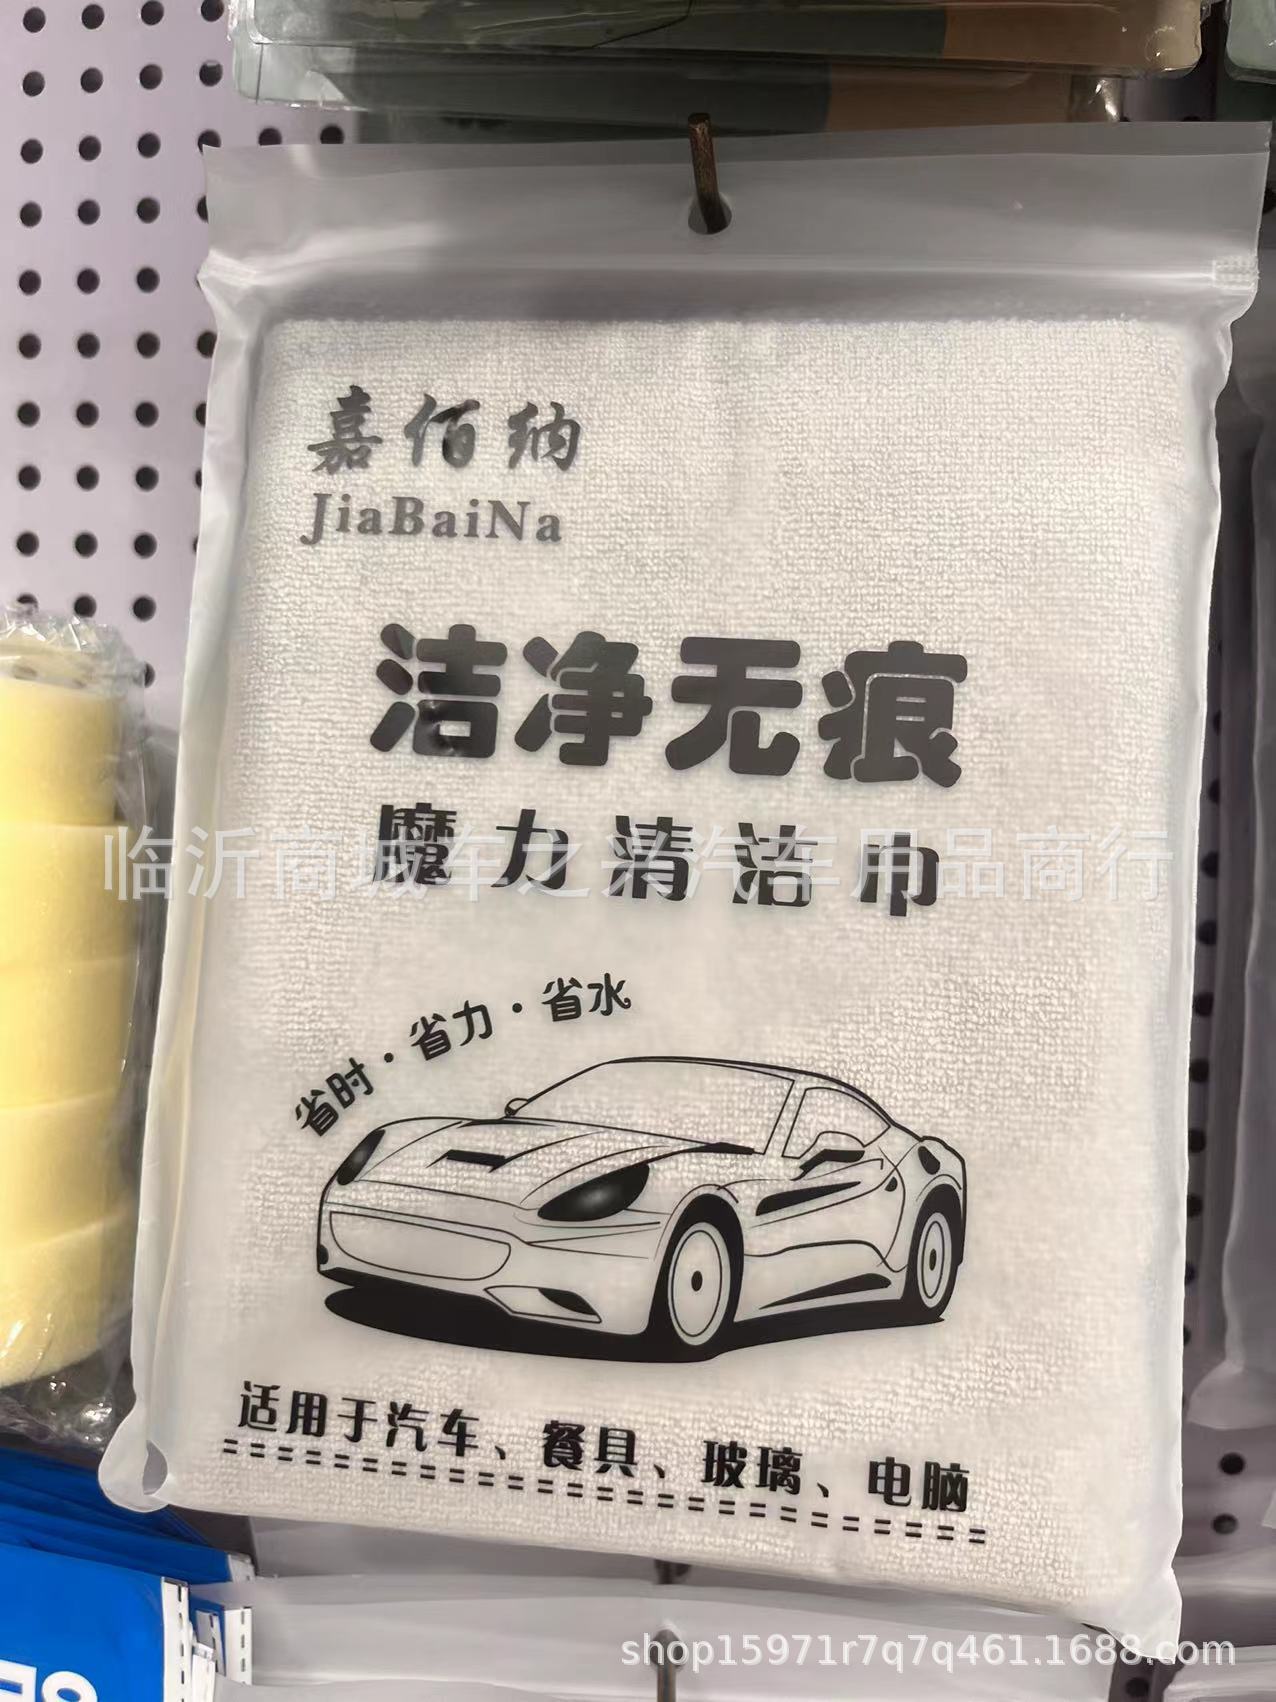 嘉佰纳
JiaBaiNa
洁净无痕
魔力清洁巾
临沂商城车之清汽车用品商行
省时·省力·省水
适用于汽车、餐具、玻璃、电脑
shop15971r7q7q461.1688.com